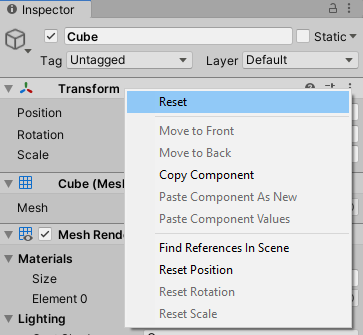 Inspector
Cube
Static
Tag Untagged Layer Default
Transform
Position
Rotation
Scale
Reset
Move to Front
Move to Back
Copy Component
Paste Component As New
Paste Component Values
Find References In Scene
Reset Position
Reset Rotation
Reset Scale
Cube (Mes
Mesh
Mesh Rend
Materials
Size
Element 0
Lighting